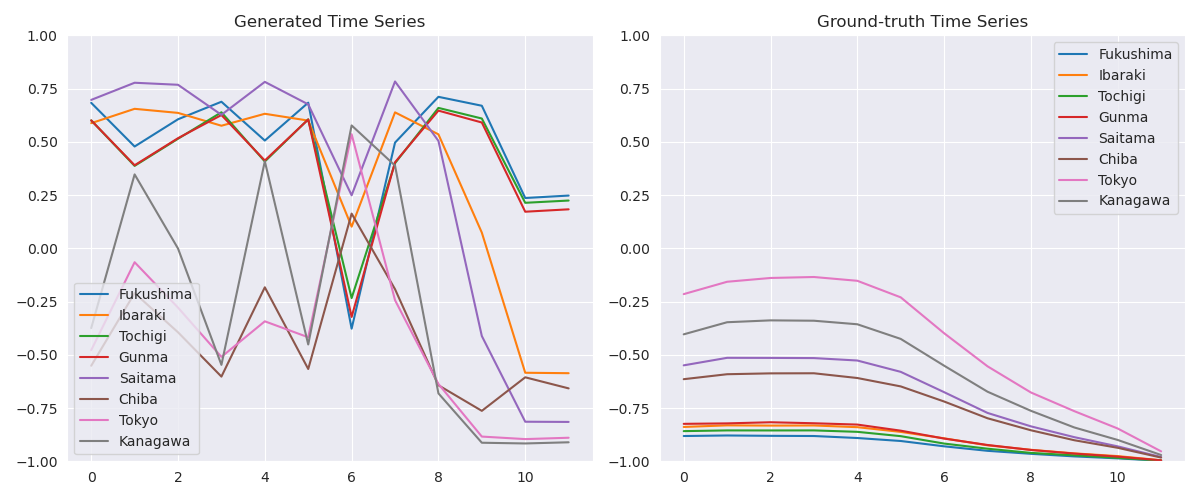 Generated Time Series
1.00
0.75
0.50
0.25
0.00
−0.25
−0.50
−0.75
−1.00
0 2 4 6 8 10
Fukushima
Ibaraki
Tochigi
Gunma
Saitama
Chiba
Tokyo
Kanagawa
Ground-truth Time Series
1.00
0.75
0.50
0.25
0.00
−0.25
−0.50
−0.75
−1.00
0 2 4 6 8 10
Fukushima
Ibaraki
Tochigi
Gunma
Saitama
Chiba
Tokyo
Kanagawa